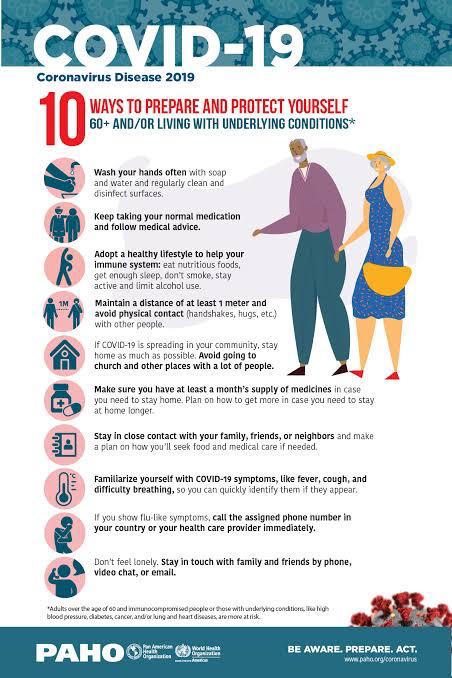 COVID-19
Coronavirus Disease 2019
10 WAYS TO PREPARE AND PROTECT YOURSELF
60+ AND/OR LIVING WITH UNDERLYING CONDITIONS*
Wash your hands often with soap
and water and regularly clean and
disinfect surfaces.
Keep taking your normal medication
and follow medical advice.
Adopt a healthy lifestyle to help your
immune system: eat nutritious foods,
get enough sleep, don't smoke, stay
active and limit alcohol use.
1M
Maintain a distance of at least 1 meter and
avoid physical contact (handshakes, hugs, etc.)
with other people.
If COVID-19 is spreading in your community, stay
home as much as possible. Avoid going to
church and other places with a lot of people.
Make sure you have at least a month's supply of medicines in case
you need to stay home. Plan on how to get more in case you need to stay
at home longer.
Stay in close contact with your family, friends, or neighbors and make
a plan on how you'll seek food and medical care if needed.
°C
Familiarize yourself with COVID-19 symptoms, like fever, cough, and
difficulty breathing, so you can quickly identify them if they appear.
If you show flu-like symptoms, call the assigned phone number in
your country or your health care provider immediately.
Don't feel lonely. Stay in touch with family and friends by phone,
video chat, or email.
*Adults over the age of 60 and immunocompromised people or those with underlying conditions, like high
blood pressure, diabetes, cancer, and/or lung and heart diseases, are more at risk.
PAHO
Pan American
Health
Organization
World Health
Organization
Americas
BE AWARE. PREPARE. ACT.
www.paho.org/coronavirus